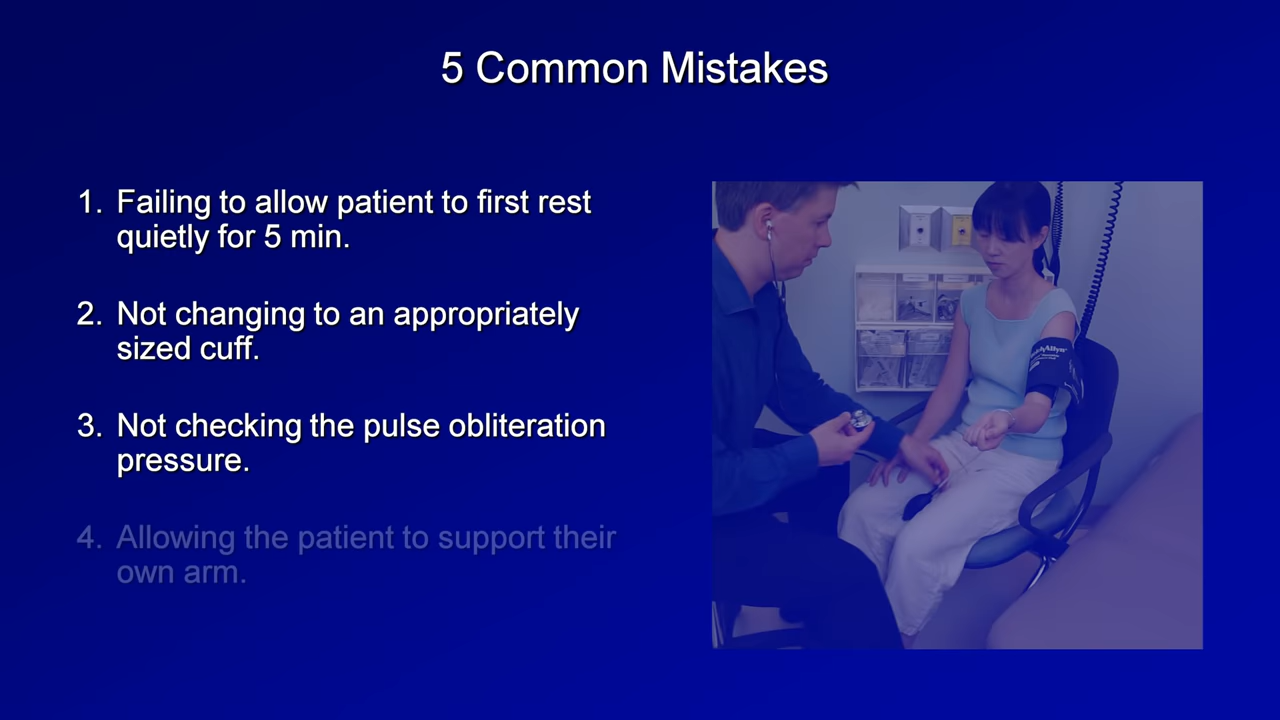 5 Common Mistakes
1. Failing to allow patient to first rest
quietly for 5 min.
2. Not changing to an appropriately
sized cuff.
3. Not checking the pulse obliteration
pressure.
4. Allowing the patient to support their
own arm.